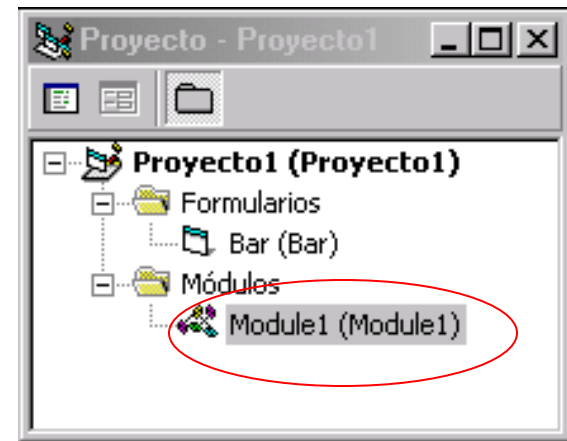 Proyecto - Proyecto1
Proyecto1 (Proyecto1)
Formularios
Bar (Bar)
Módulos
Module1 (Module1)